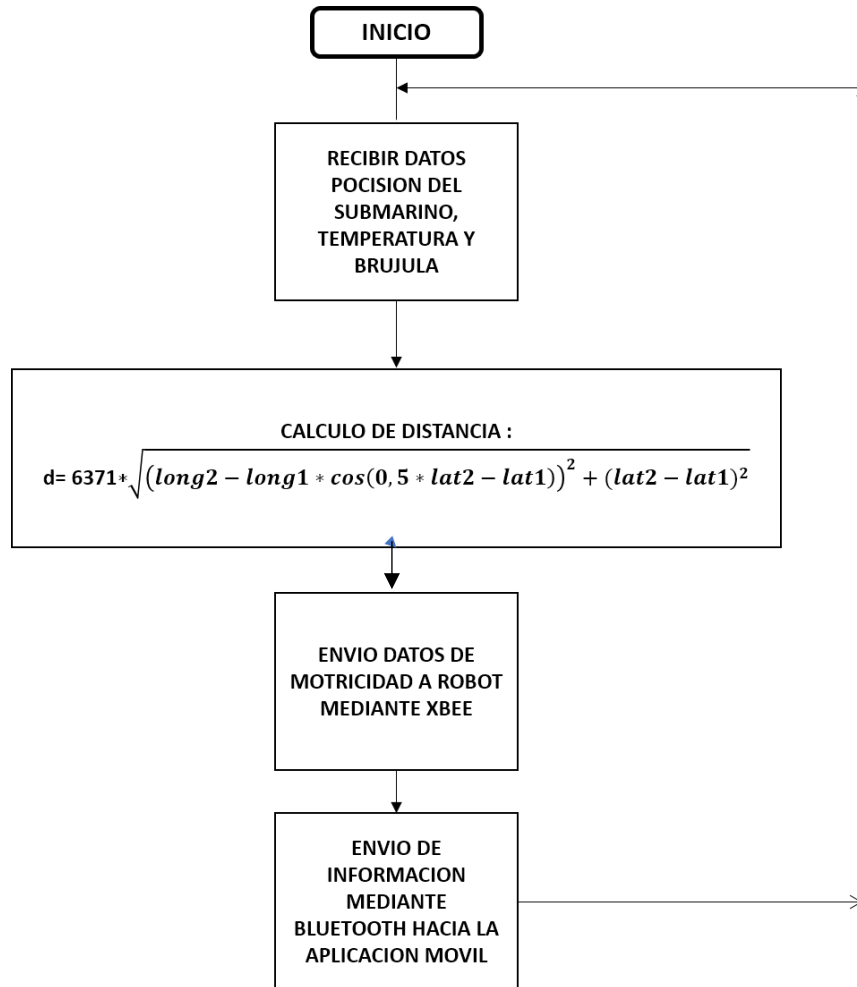 INICIO
RECIBIR DATOS
POCISION DEL
SUBMARINO,
TEMPERATURA Y
BRUJULA
CALCULO DE DISTANCIA :
d= 6371*√(long2 − long1 * cos(0, 5 * lat2 − lat1))² + (lat2 − lat1)²
ENVIO DATOS DE
MOTRICIDAD A ROBOT
MEDIANTE XBEE
ENVIO DE
INFORMACION
MEDIANTE
BLUETOOTH HACIA LA
APLICACION MOVIL